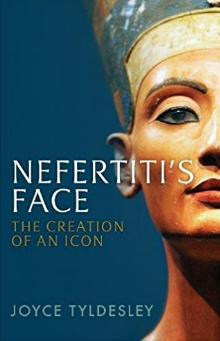 NEFERTITI'S
FACE
THE CREATION
OF AN ICON
JOYCE TYLDESLEY